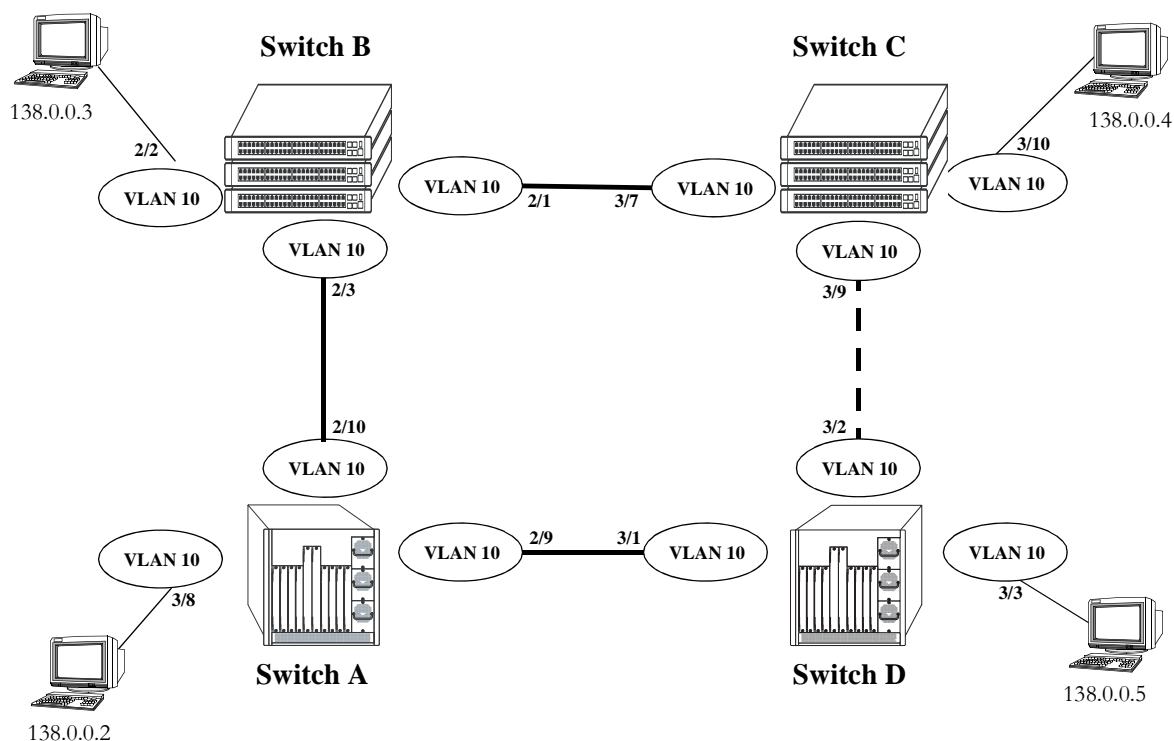 Switch B
Switch C
138.0.0.3
138.0.0.4
2/2
3/10
VLAN 10
VLAN 10
2/1
3/7
VLAN 10
VLAN 10
VLAN 10
2/3
VLAN 10
3/9
2/10
VLAN 10
3/2
VLAN 10
VLAN 10
3/8
VLAN 10
2/9
3/1
VLAN 10
VLAN 10
3/3
Switch A
Switch D
138.0.0.2
138.0.0.5